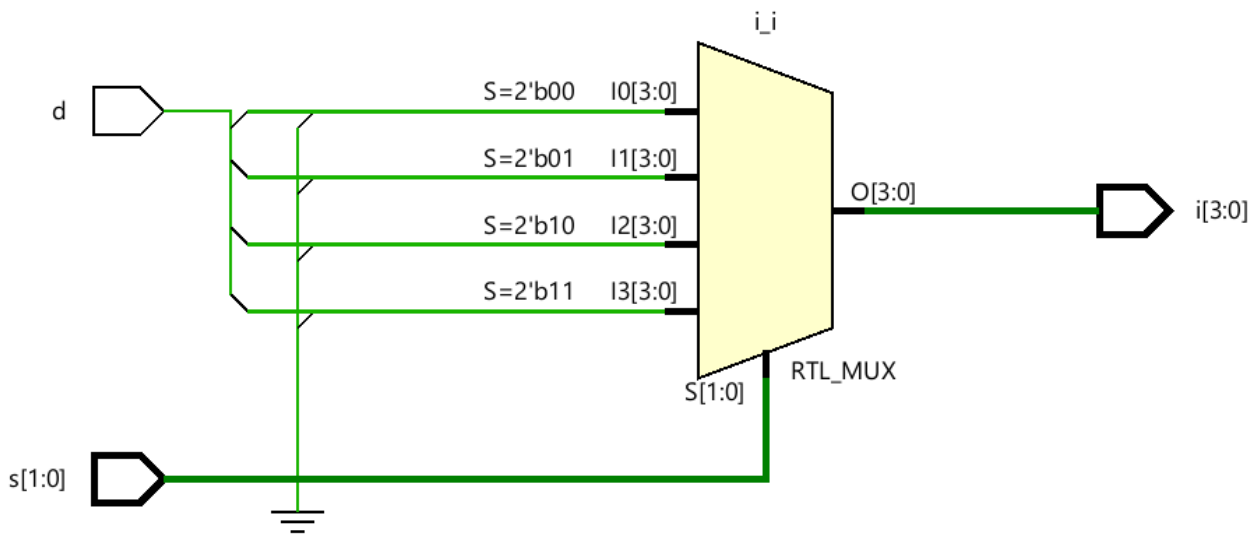 i_i
S=2'b00 I0[3:0]
d
S=2'b01 I1[3:0]
O[3:0]
i[3:0]
S=2'b10 I2[3:0]
S=2'b11 I3[3:0]
RTL_MUX
S[1:0]
s[1:0]